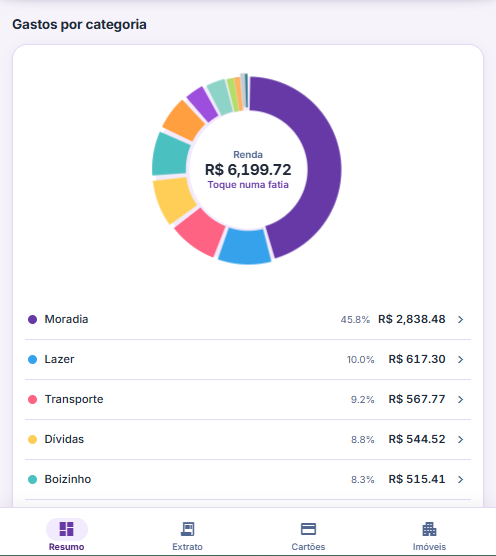 Gastos por categoria
Renda
R$ 6,199.72
Toque numa fatia
Moradia 45.8% R$ 2,838.48
Lazer 10.0% R$ 617.30
Transporte 9.2% R$ 567.77
Dívidas 8.8% R$ 544.52
Boizinho 8.3% R$ 515.41
Resumo Extrato Cartões Imóveis